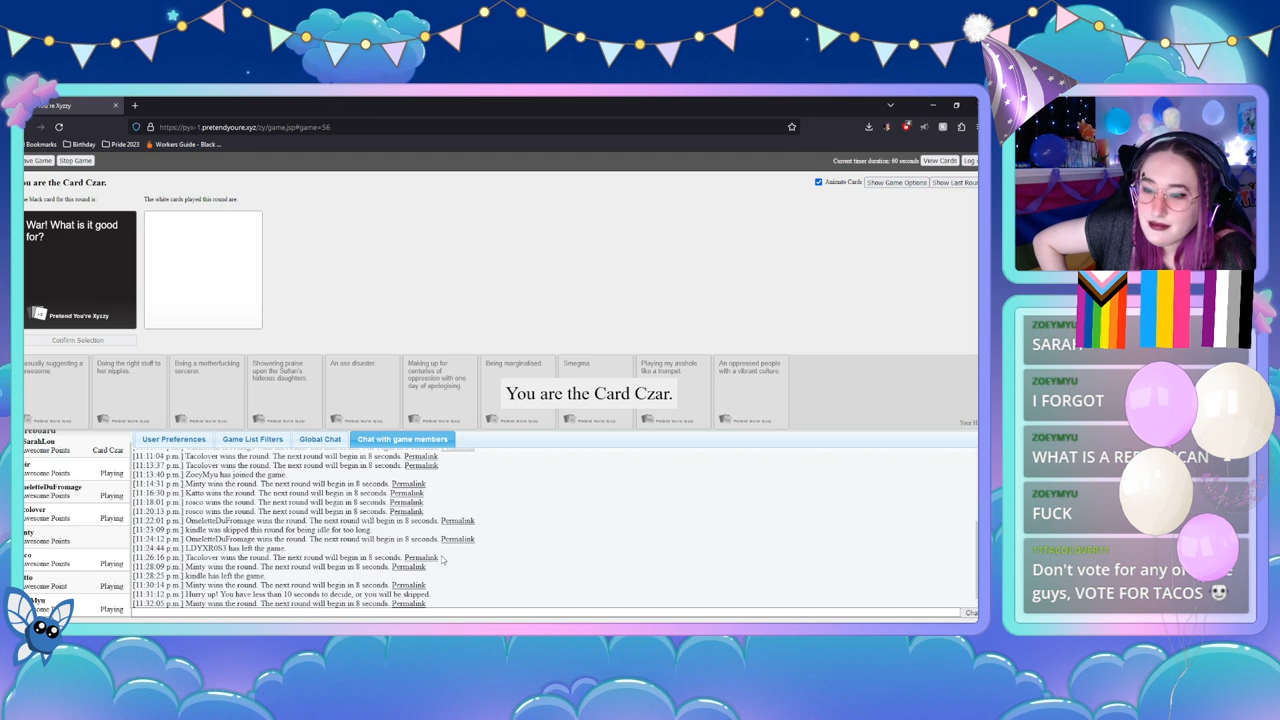 You're Xyzzy
https://pyx-1.pretendyoure.xyz/zy/game.jsp#game=56
Bookmarks Birthday Pride 2023 Workers Guide - Black ...
Stop Game
Current timer duration: 60 seconds View Cards
You are the Card Czar.
Animate Cards Show Game Options
black card for this round is:
The white cards played this round are:
War! What is it good
for?
Pretend You're Xyzzy
Confirm Selection
suggesting a
Doing the right stuff to
her nipples.
Being a motherfucking
sorcerer.
Showering praise
upon the Sultan's
hideous daughters.
An ass disaster.
Making up for
centuries of
oppression with one
day of apologising.
Being marginalised.
Smegma.
Playing my asshole
like a trumpet.
An oppressed people
with a vibrant culture.
You are the Card Czar.
User Preferences Game List Filters Global Chat Chat with game members
SarahLou
Card Czar
Playing
OmeletteDuFromage
Playing
Playing
Playing
Playing
Playing
Playing
[11:11:04 p.m.] Tacolover wins the round. The next round will begin in 8 seconds. Permalink
[11:13:37 p.m.] Tacolover wins the round. The next round will begin in 8 seconds. Permalink
[11:13:40 p.m.] ZoeyMyu has joined the game.
[11:14:31 p.m.] Minty wins the round. The next round will begin in 8 seconds. Permalink
[11:16:30 p.m.] Katto wins the round. The next round will begin in 8 seconds. Permalink
[11:18:01 p.m.] rosco wins the round. The next round will begin in 8 seconds. Permalink
[11:20:13 p.m.] rosco wins the round. The next round will begin in 8 seconds. Permalink
[11:22:01 p.m.] OmeletteDuFromage wins the round. The next round will begin in 8 seconds. Permalink
[11:23:09 p.m.] kindle was skipped this round for being idle for too long.
[11:24:12 p.m.] OmeletteDuFromage wins the round. The next round will begin in 8 seconds. Permalink
[11:24:44 p.m.] LDYXR0S3 has left the game.
[11:26:16 p.m.] Tacolover wins the round. The next round will begin in 8 seconds. Permalink
[11:28:09 p.m.] Minty wins the round. The next round will begin in 8 seconds. Permalink
[11:28:25 p.m.] kindle has left the game.
[11:30:14 p.m.] Minty wins the round. The next round will begin in 8 seconds. Permalink
[11:31:12 p.m.] Hurry up! You have less than 10 seconds to decide, or you will be skipped.
[11:32:05 p.m.] Minty wins the round. The next round will begin in 8 seconds. Permalink
ZOEYMYU
SARAH
ZOEYMYU
I FORGOT
ZOEYMYU
WHAT IS A
ZOEYMYU
FUCK
Don't vote for any
guys, VOTE FOR TACOS